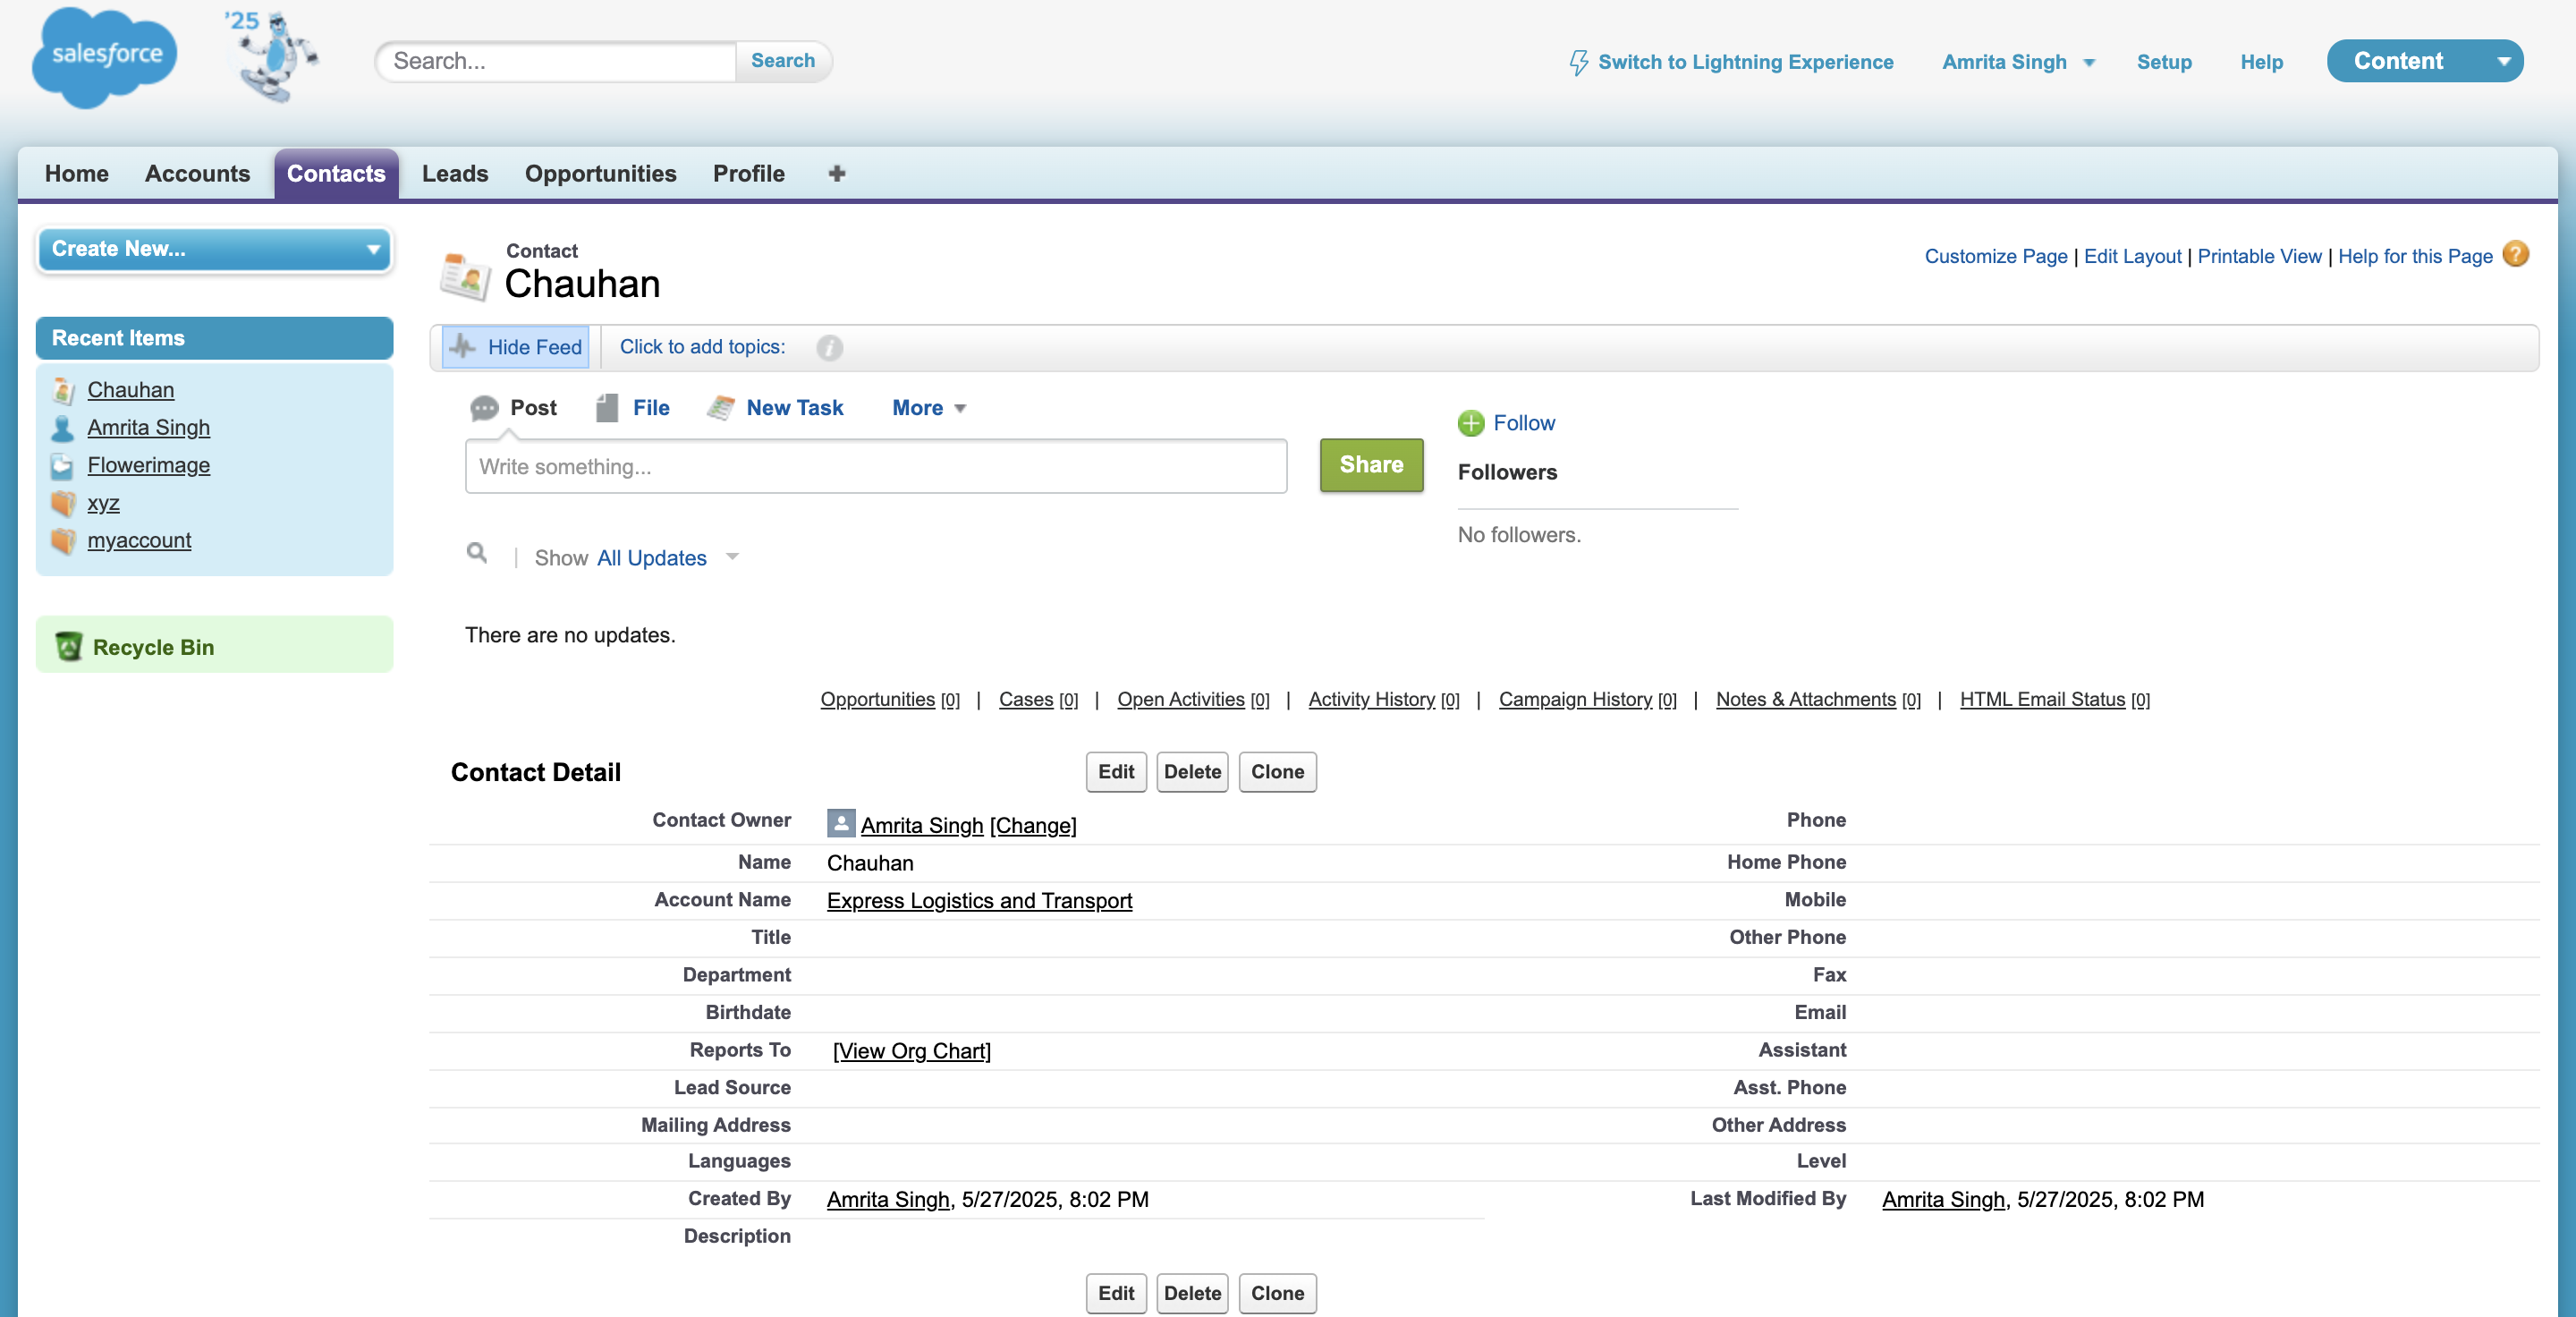 salesforce
'25
Search...
Search
Switch to Lightning Experience
Amrita Singh
Setup
Help
Content
Home
Accounts
Contacts
Leads
Opportunities
Profile
Create New...
Recent Items
Chauhan
Amrita Singh
Flowerimage
xyz
myaccount
Recycle Bin
Contact
Chauhan
Customize Page | Edit Layout | Printable View | Help for this Page
Hide Feed
Click to add topics:
Post
File
New Task
More
Write something...
Share
Follow
Followers
No followers.
Show All Updates
There are no updates.
Opportunities [0] | Cases [0] | Open Activities [0] | Activity History [0] | Campaign History [0] | Notes & Attachments [0] | HTML Email Status [0]
Contact Detail
Edit
Delete
Clone
Contact Owner Amrita Singh [Change]
Phone
Name Chauhan
Home Phone
Account Name Express Logistics and Transport
Mobile
Title
Other Phone
Department
Fax
Birthdate
Email
Reports To [View Org Chart]
Assistant
Lead Source
Asst. Phone
Mailing Address
Other Address
Languages
Level
Created By Amrita Singh, 5/27/2025, 8:02 PM
Last Modified By Amrita Singh, 5/27/2025, 8:02 PM
Description
Edit
Delete
Clone